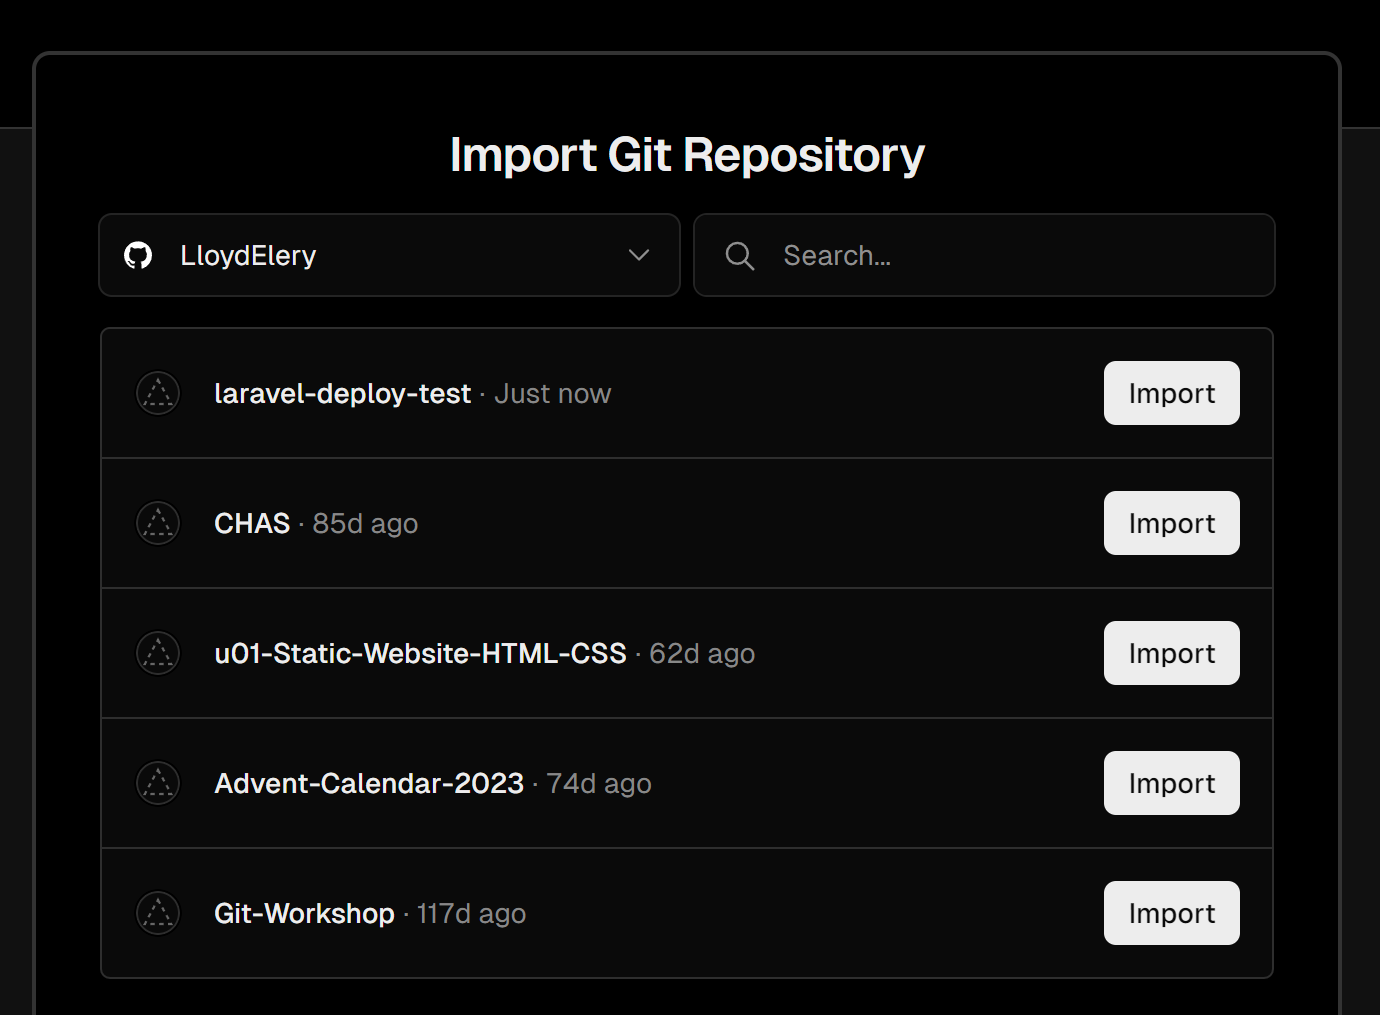 Import Git Repository
LloydElery
Search...
laravel-deploy-test · Just now
Import
CHAS · 85d ago
Import
u01-Static-Website-HTML-CSS · 62d ago
Import
Advent-Calendar-2023 · 74d ago
Import
Git-Workshop · 117d ago
Import